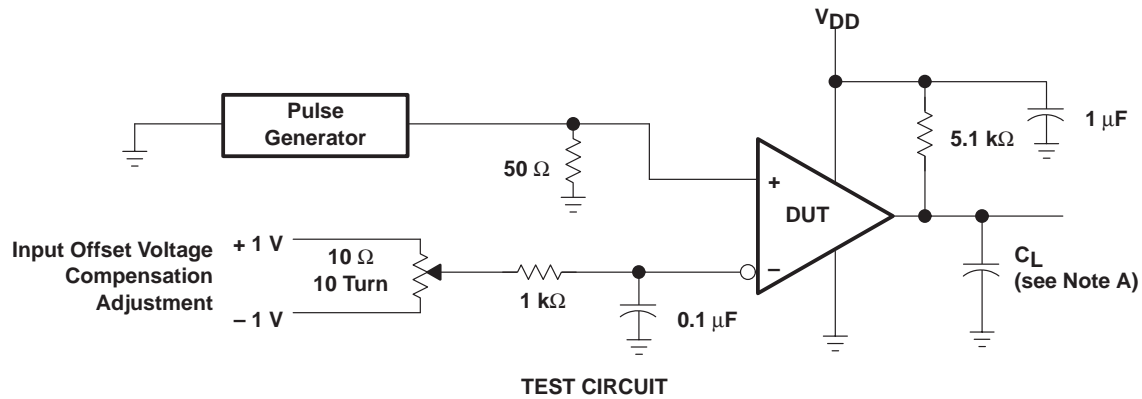 VDD
Pulse
Generator
1 µF
5.1 kΩ
50 Ω
+
DUT
Input Offset Voltage
Compensation
Adjustment
+ 1 V
10 Ω
10 Turn
– 1 V
1 kΩ
–
0.1 µF
CL
(see Note A)
TEST CIRCUIT